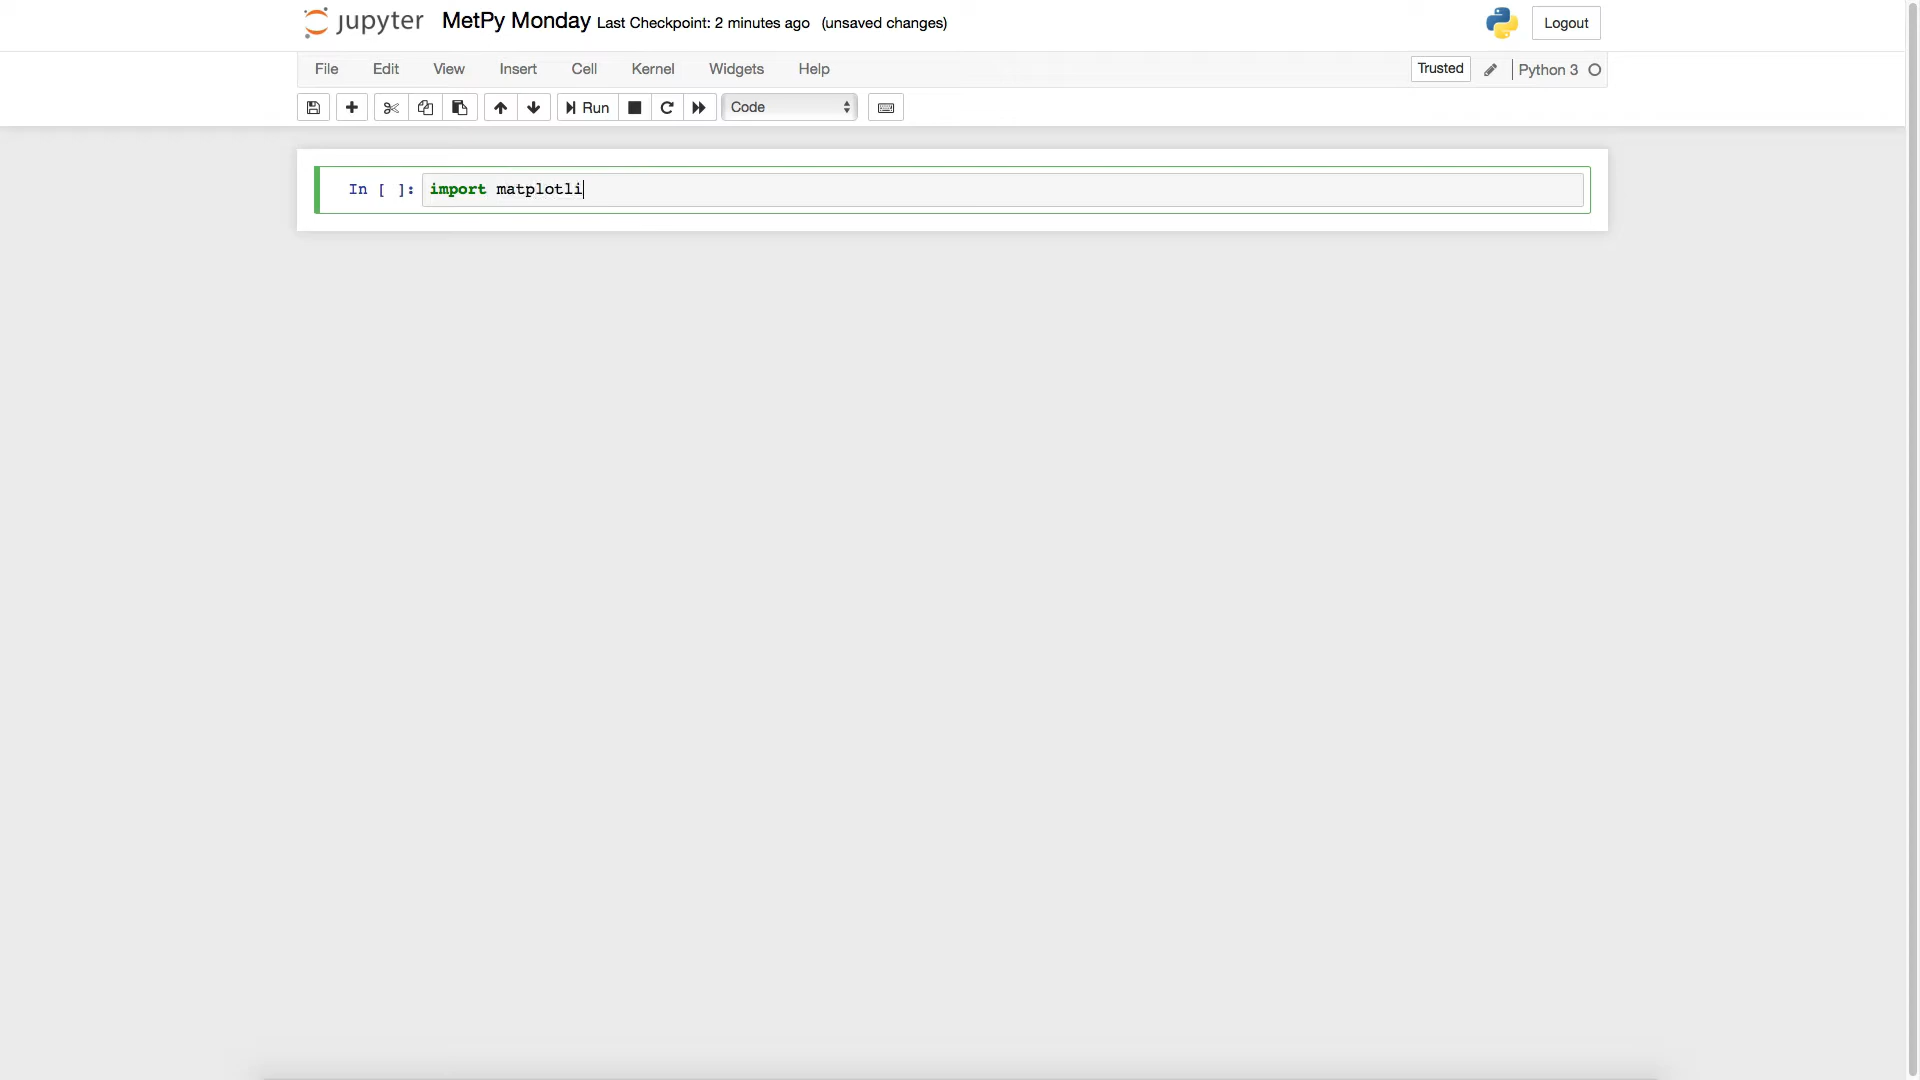 jupyter MetPy Monday Last Checkpoint: 2 minutes ago (unsaved changes) Logout
File Edit View Insert Cell Kernel Widgets Help Trusted Python 3
Run Code
In [ ]: import matplotli